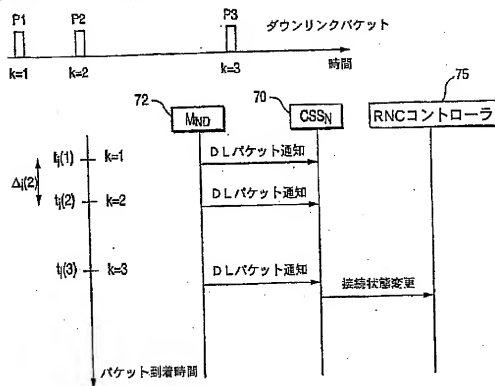 P1 P2 P3 ダウンリンクパケット
k=1 k=2 k=3 時間
72 70 75
MND CSSN RNCコントローラ
tj(1) k=1 DLパケット通知
Δj(2)
tj(2) k=2 DLパケット通知
tj(3) k=3 DLパケット通知
接続状態変更
パケット到着時間